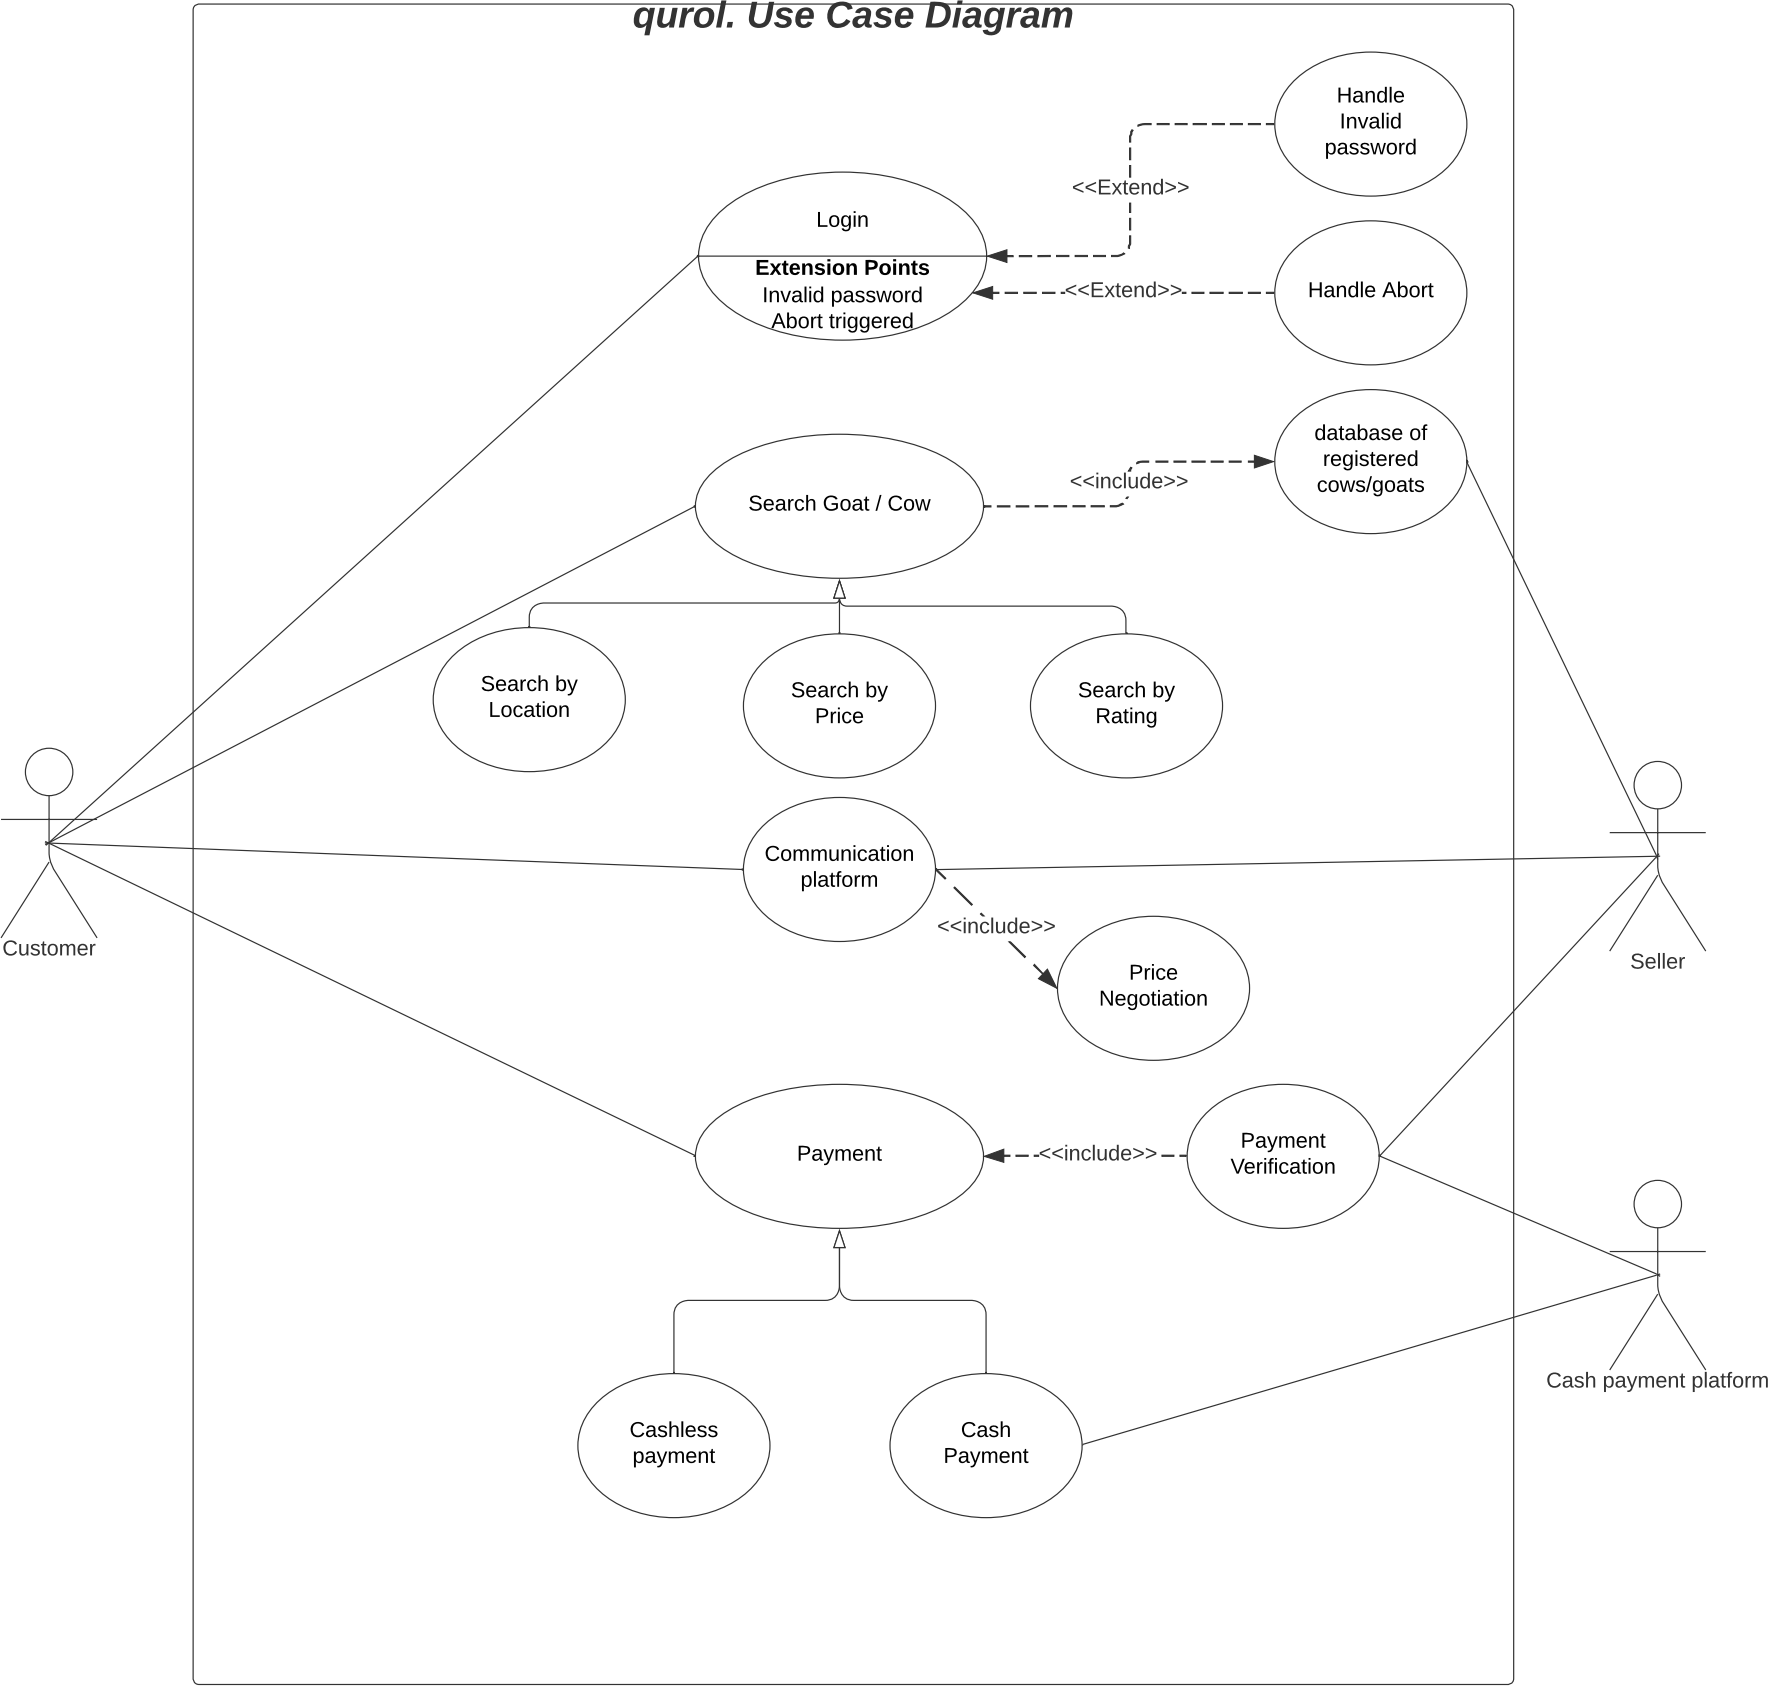 qurol. Use Case Diagram
Handle
Invalid
password
<<Extend>>
Login
Extension Points
Invalid password
Abort triggered
<<Extend>>
Handle Abort
database of
registered
cows/goats
<<include>>
Search Goat / Cow
Search by
Location
Search by
Price
Search by
Rating
Communication
platform
<<include>>
Customer
Seller
Price
Negotiation
Payment
<<include>>
Payment
Verification
Cash payment platform
Cashless
payment
Cash
Payment